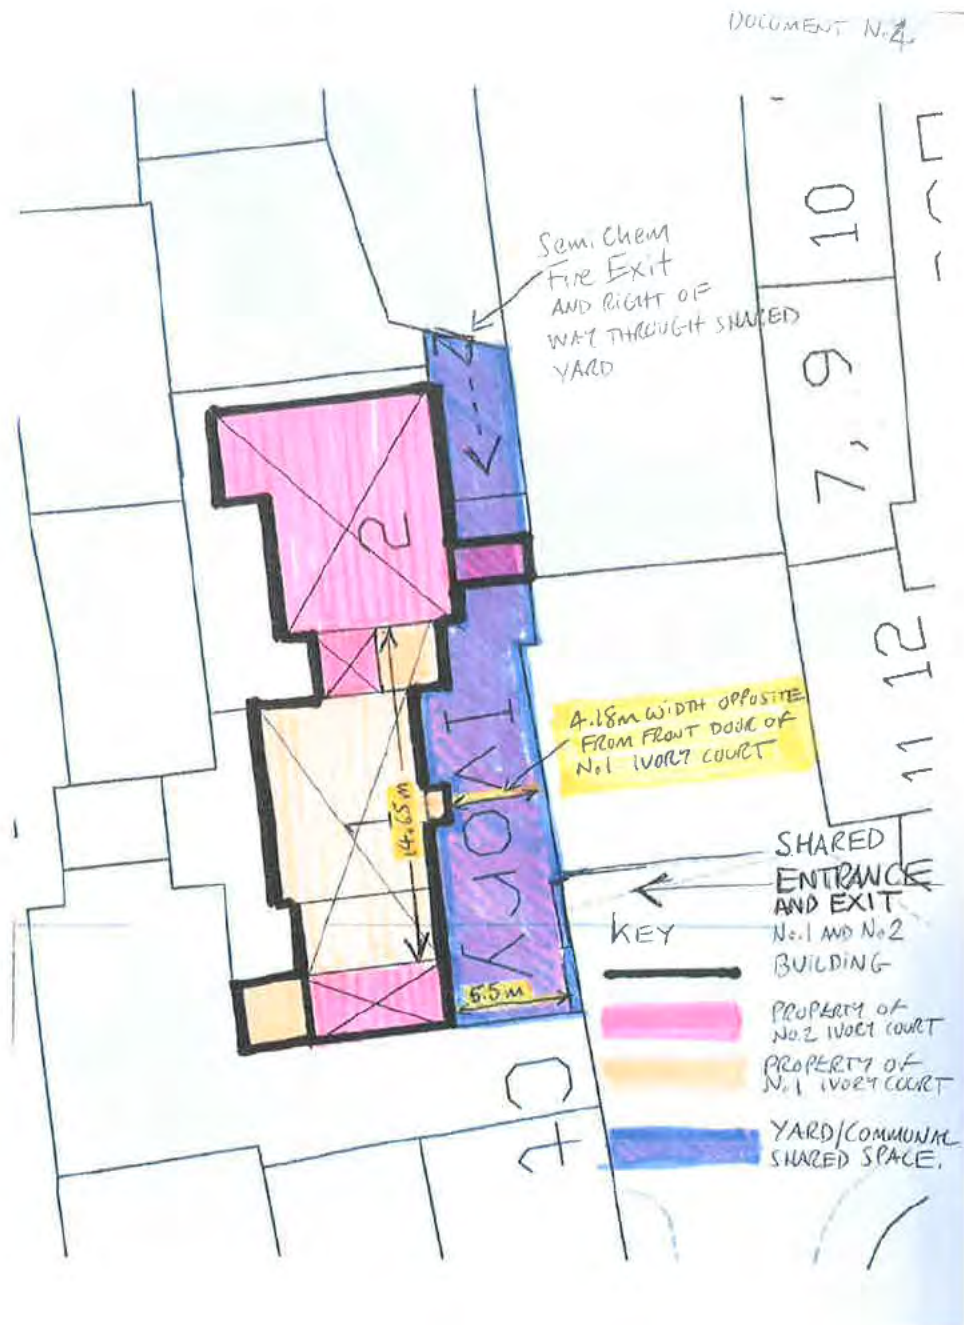 DOCUMENT N.4.
Semi Chem
Fire Exit
AND RIGHT OF
WAY THROUGH SHARED
YARD
10
7, 9
11 12
2
4.18m WIDTH OPPOSITE
FROM FRONT DOOR OF
No.1 IVORY COURT
14.65m
IVORY
5.5m
C
t
SHARED
ENTRANCE
AND EXIT
KEY
No.1 AND No.2
BUILDING
PROPERTY OF
No.2 IVORY COURT
PROPERTY OF
No.1 IVORY COURT
YARD/COMMUNAL
SHARED SPACE.